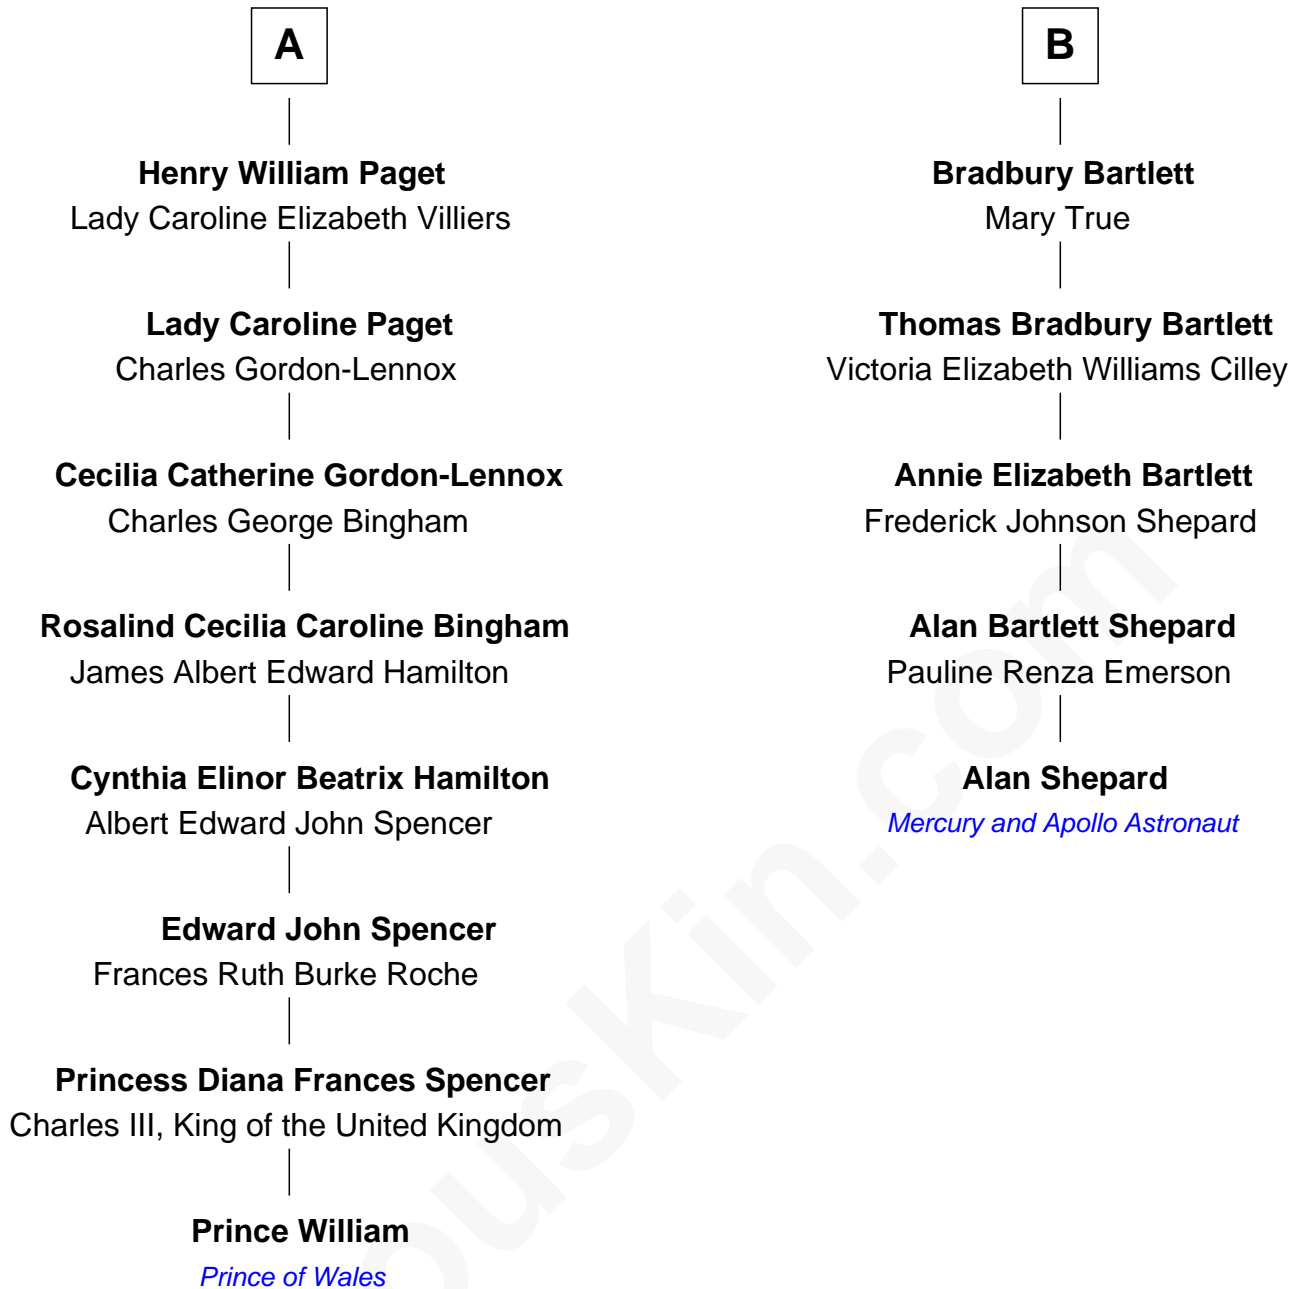 A
Henry William Paget
Lady Caroline Elizabeth Villiers
Lady Caroline Paget
Charles Gordon-Lennox
Cecilia Catherine Gordon-Lennox
Charles George Bingham
Rosalind Cecilia Caroline Bingham
James Albert Edward Hamilton
Cynthia Elinor Beatrix Hamilton
Albert Edward John Spencer
Edward John Spencer
Frances Ruth Burke Roche
Princess Diana Frances Spencer
Charles III, King of the United Kingdom
Prince William
Prince of Wales
B
Bradbury Bartlett
Mary True
Thomas Bradbury Bartlett
Victoria Elizabeth Williams Cilley
Annie Elizabeth Bartlett
Frederick Johnson Shepard
Alan Bartlett Shepard
Pauline Renza Emerson
Alan Shepard
Mercury and Apollo Astronaut
ousKin.com